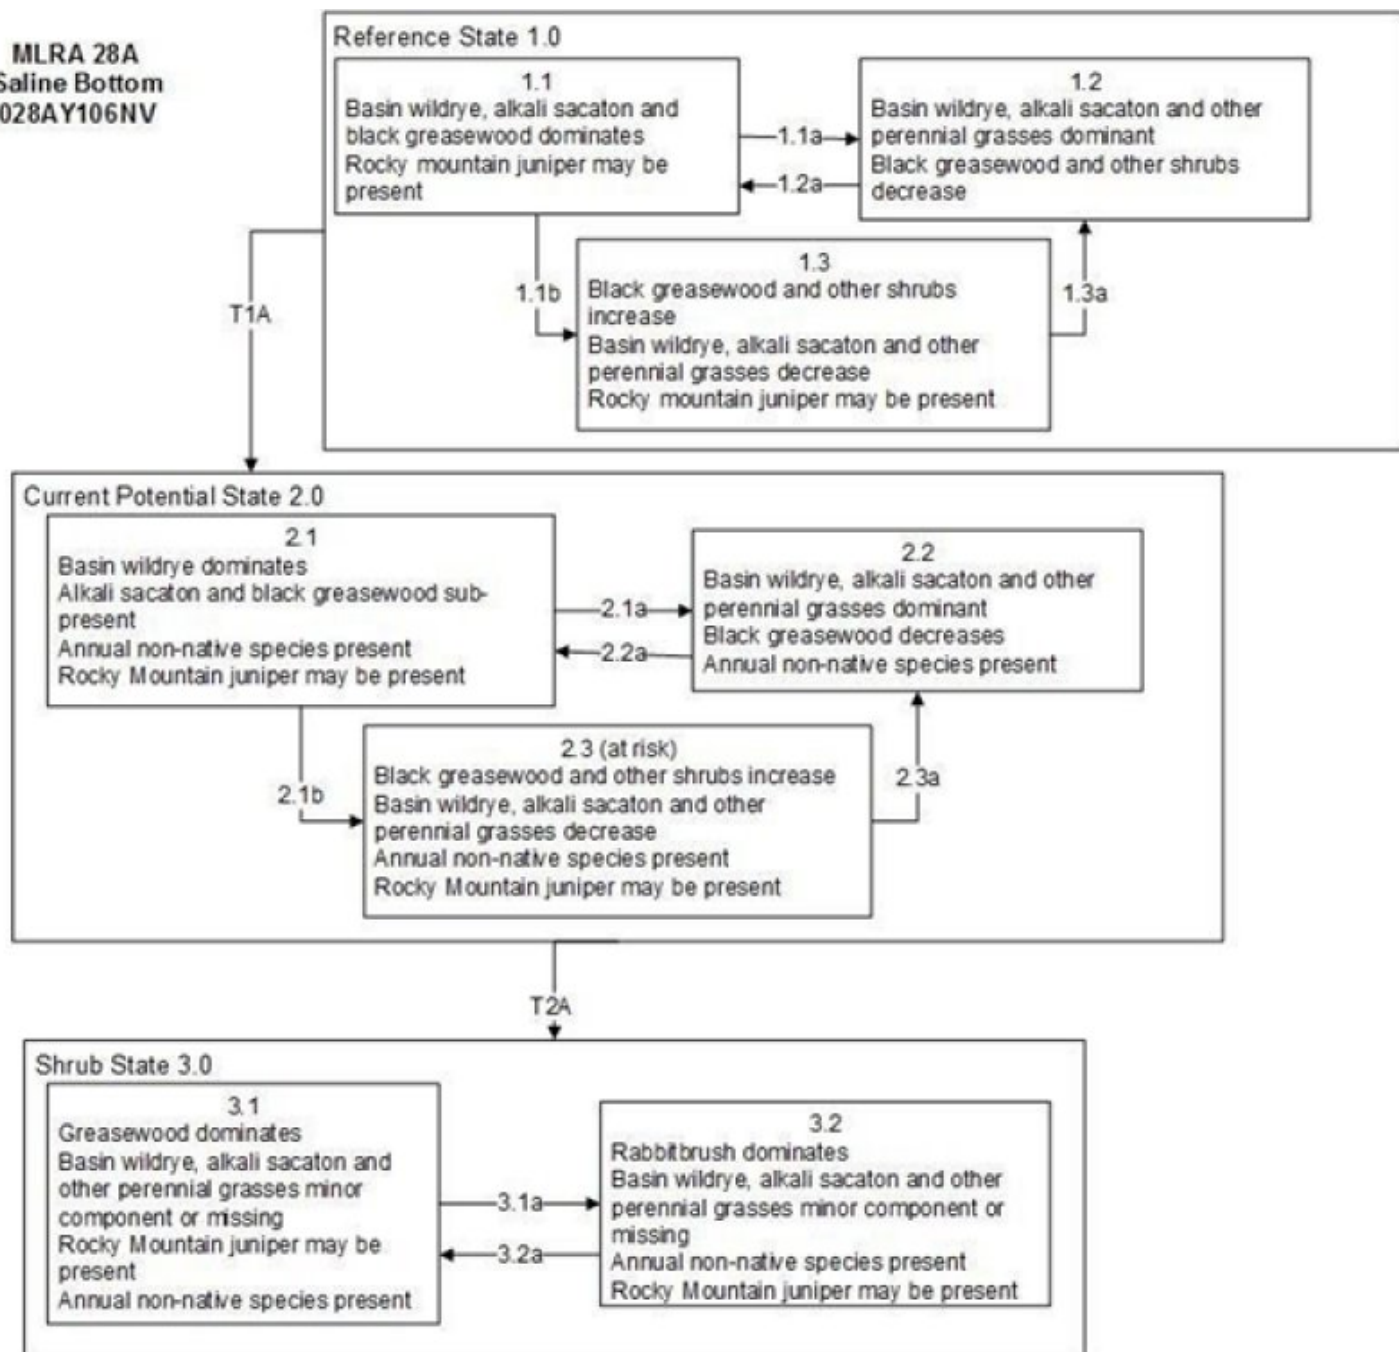 MLRA 28A
Saline Bottom
028AY106NV
Reference State 1.0
1.1
Basin wildrye, alkali sacaton and
black greasewood dominates
Rocky mountain juniper may be
present
1.1a
1.2a
1.2
Basin wildrye, alkali sacaton and other
perennial grasses dominant
Black greasewood and other shrubs
decrease
1.1b
1.3
Black greasewood and other shrubs
increase
Basin wildrye, alkali sacaton and other
perennial grasses decrease
Rocky mountain juniper may be present
1.3a
T1A
Current Potential State 2.0
2.1
Basin wildrye dominates
Alkali sacaton and black greasewood sub-
present
Annual non-native species present
Rocky Mountain juniper may be present
2.1a
2.2a
2.2
Basin wildrye, alkali sacaton and other
perennial grasses dominant
Black greasewood decreases
Annual non-native species present
2.1b
2.3 (at risk)
Black greasewood and other shrubs increase
Basin wildrye, alkali sacaton and other
perennial grasses decrease
Annual non-native species present
Rocky Mountain juniper may be present
2.3a
T2A
Shrub State 3.0
3.1
Greasewood dominates
Basin wildrye, alkali sacaton and
other perennial grasses minor
component or missing
Rocky Mountain juniper may be
present
Annual non-native species present
3.1a
3.2a
3.2
Rabbitbrush dominates
Basin wildrye, alkali sacaton and other
perennial grasses minor component or
missing
Annual non-native species present
Rocky Mountain juniper may be present